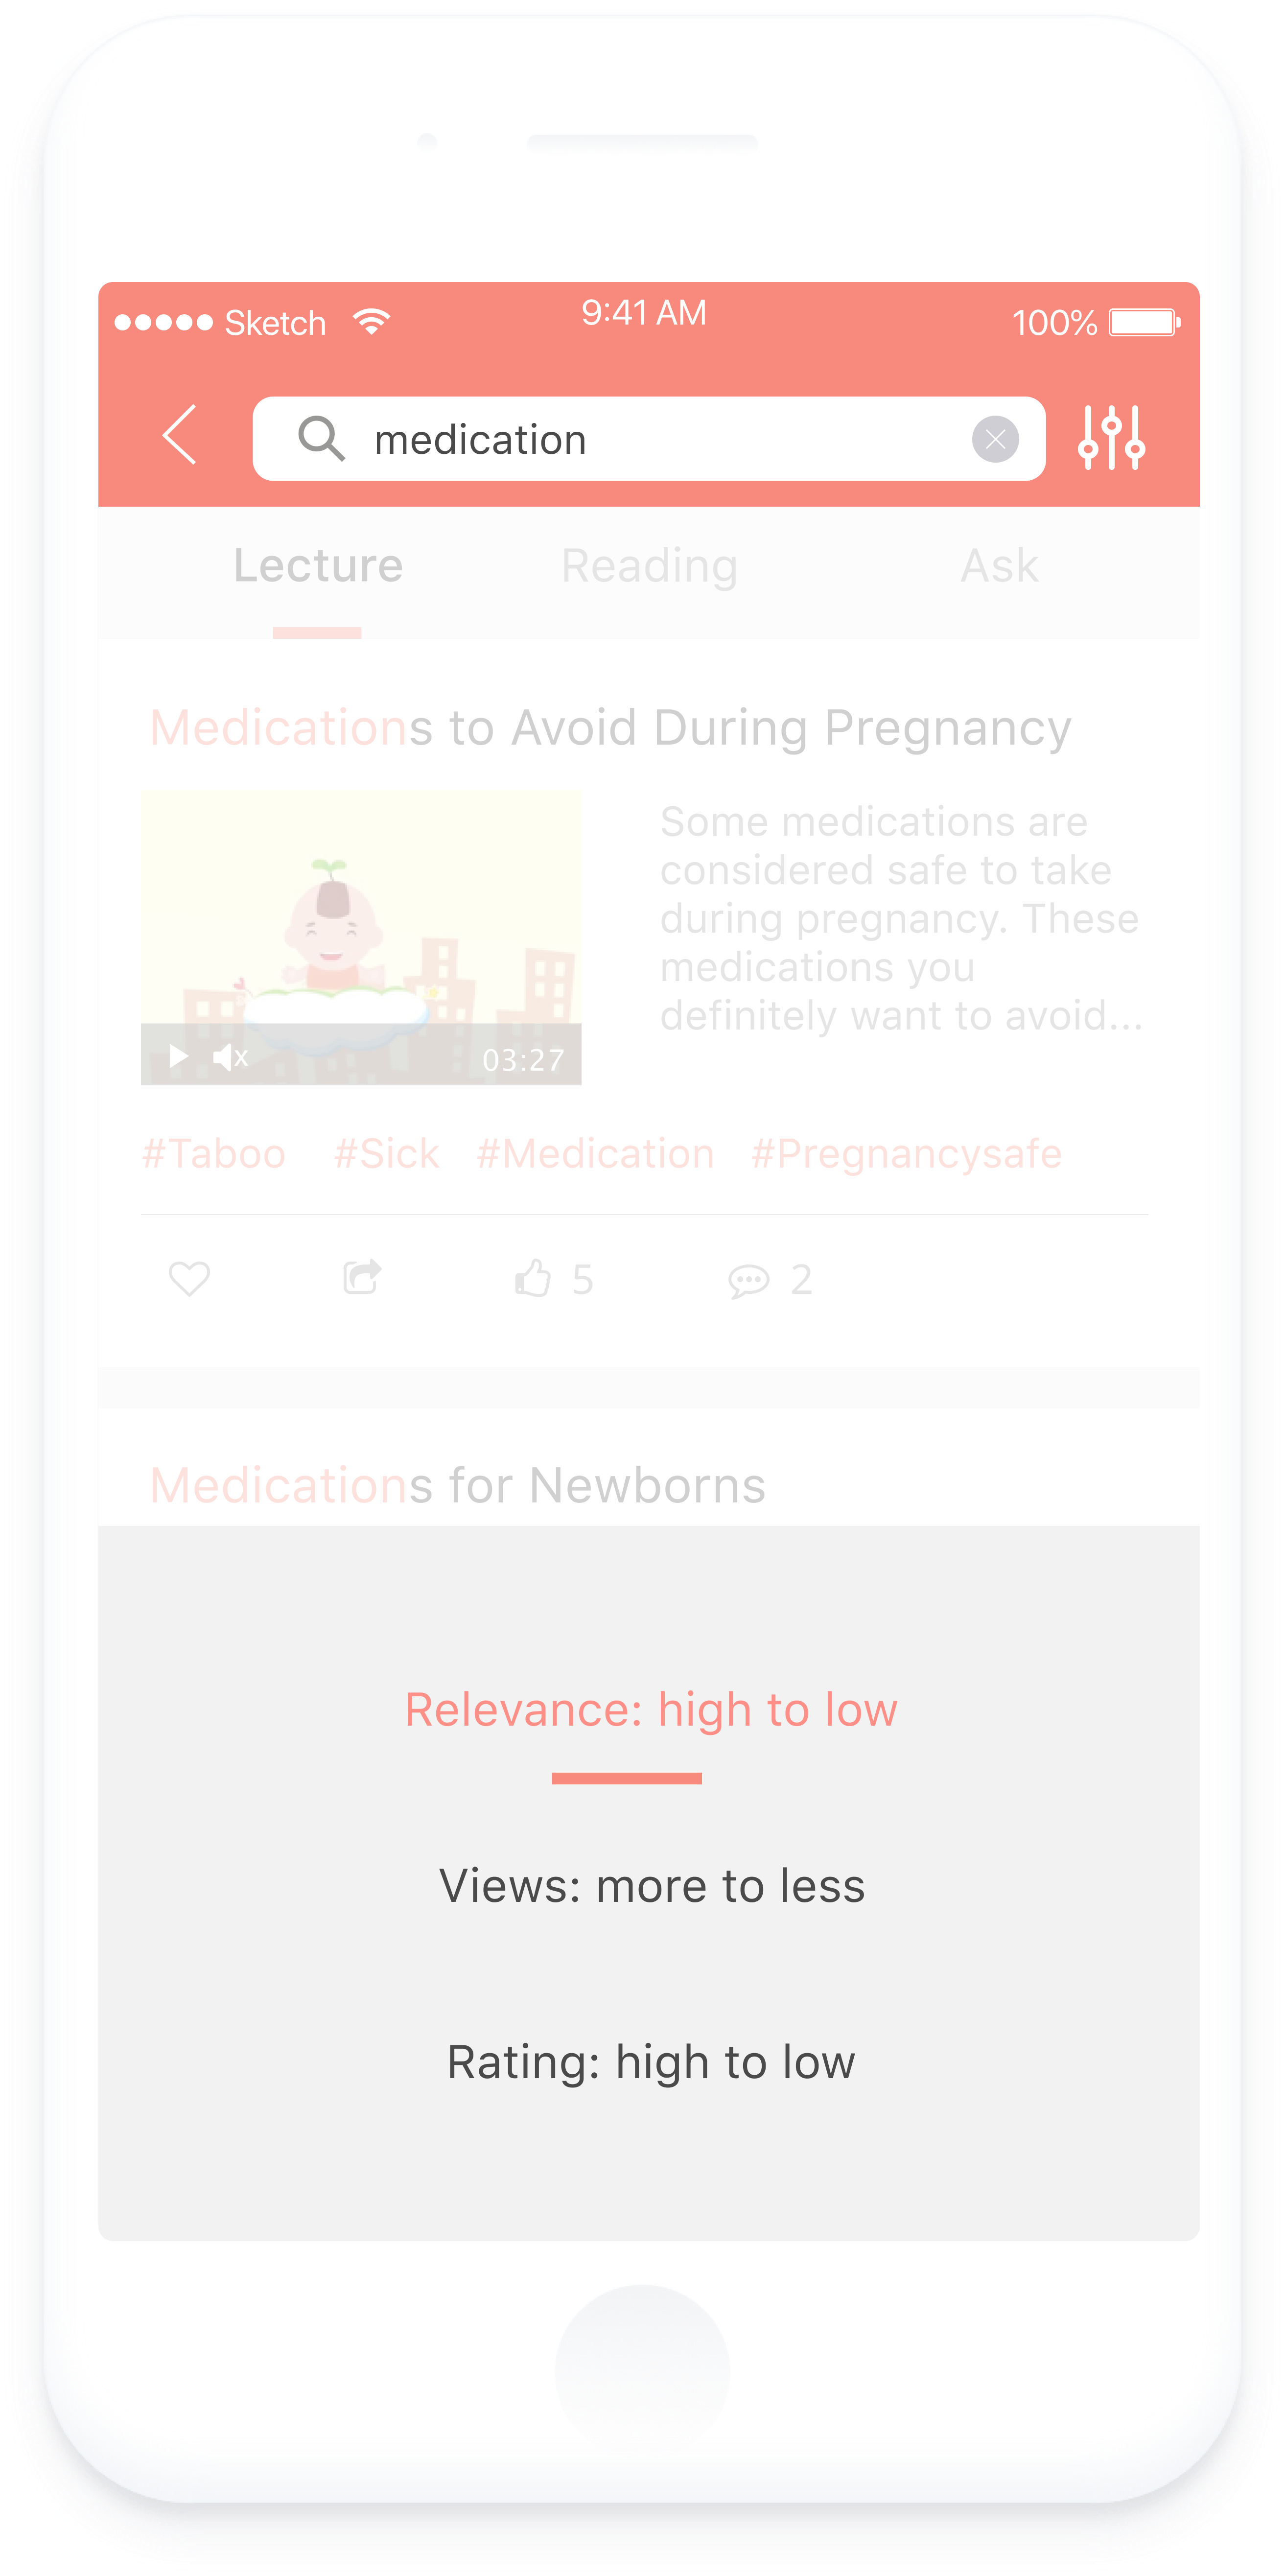 Sketch 9:41 AM 100%
medication
Lecture Reading Ask
Medications to Avoid During Pregnancy
Some medications are
considered safe to take
during pregnancy. These
medications you
definitely want to avoid...
03:27
#Taboo #Sick #Medication #Pregnancysafe
5 2
Medications for Newborns
Relevance: high to low
Views: more to less
Rating: high to low